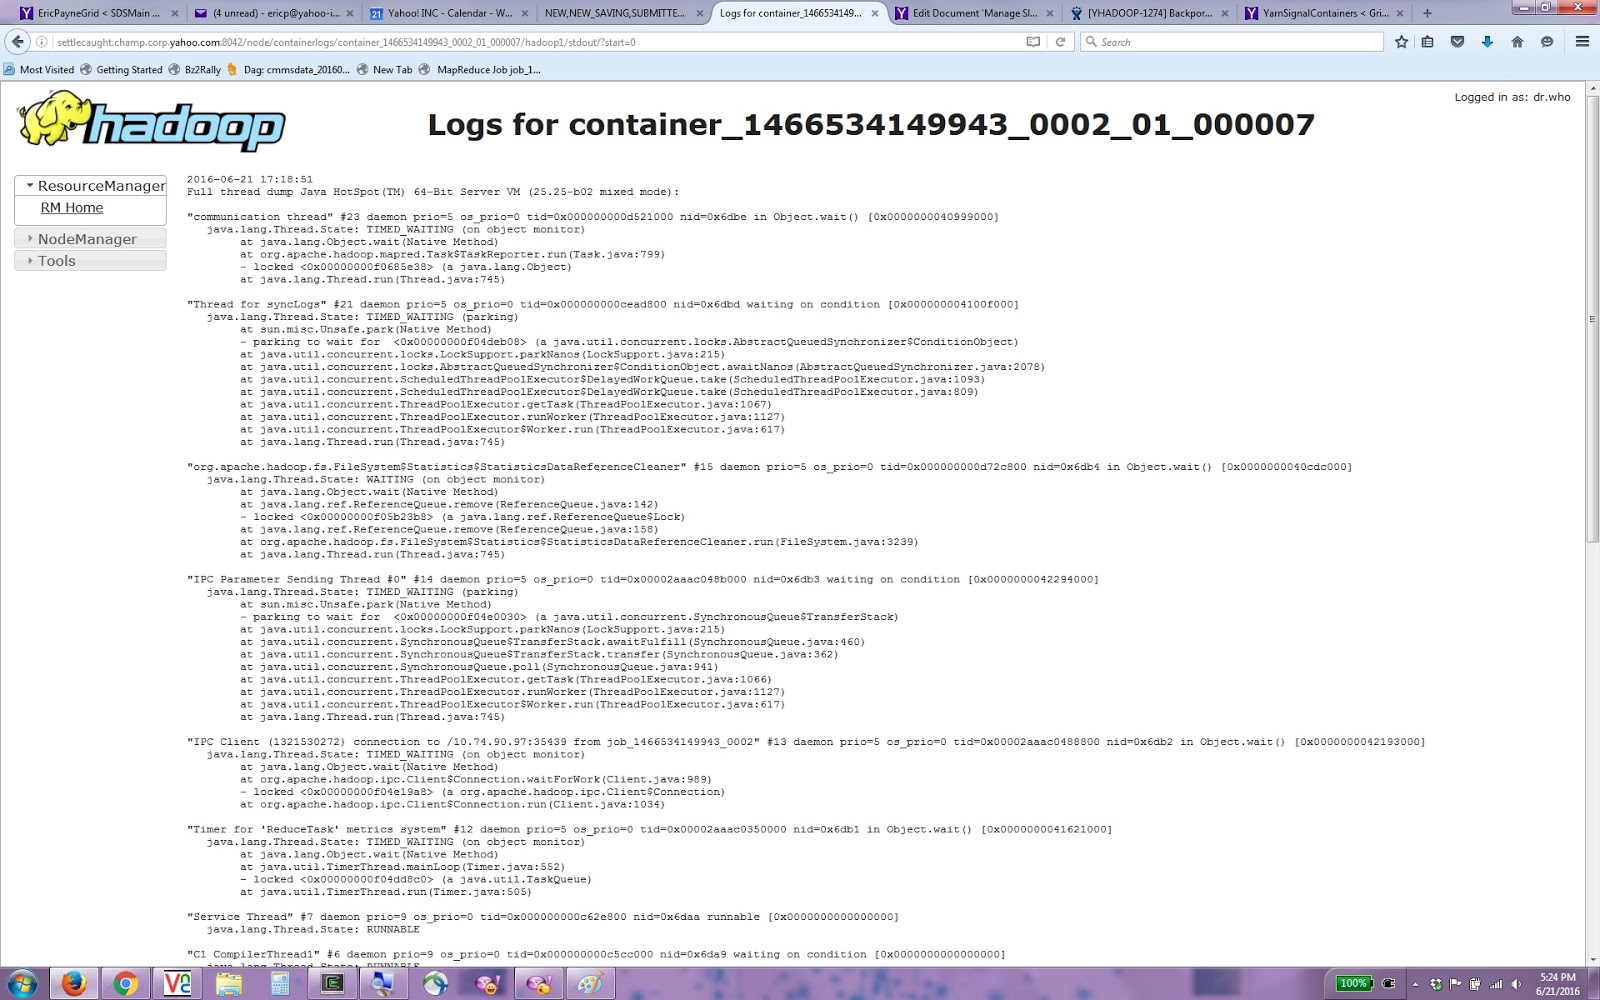 EricPayneGrid < SDSMain ...
(4 unread) - ericp@yahoo-i...
Yahoo! INC - Calendar - W...
NEW,NEW_SAVING,SUBMITTE...
Logs for container_1466534149...
Edit Document 'Manage Sl...
[YHADOOP-1274] Backpor...
YarnSignalContainers < Gri...
settlecaught.champ.corp.yahoo.com:8042/node/containerlogs/container_1466534149943_0002_01_000007/hadoop1/stdout/?start=0
Search
Most Visited
Getting Started
Bz2Rally
Dag: cmmsdata_20160...
New Tab
MapReduce Job job_1...
hadoop
Logs for container_1466534149943_0002_01_000007
Logged in as: dr.who
ResourceManager
RM Home
NodeManager
Tools
2016-06-21 17:18:51
Full thread dump Java HotSpot(TM) 64-Bit Server VM (25.25-b02 mixed mode):
"communication thread" #23 daemon prio=5 os_prio=0 tid=0x000000000d521000 nid=0x6dbe in Object.wait() [0x0000000040999000]
java.lang.Thread.State: TIMED_WAITING (on object monitor)
at java.lang.Object.wait(Native Method)
at org.apache.hadoop.mapred.Task$TaskReporter.run(Task.java:799)
- locked <0x00000000f0685e38> (a java.lang.Object)
at java.lang.Thread.run(Thread.java:745)
"Thread for syncLogs" #21 daemon prio=5 os_prio=0 tid=0x000000000cead800 nid=0x6dbd waiting on condition [0x000000004100f000]
java.lang.Thread.State: TIMED_WAITING (parking)
at sun.misc.Unsafe.park(Native Method)
- parking to wait for  <0x00000000f04deb08> (a java.util.concurrent.locks.AbstractQueuedSynchronizer$ConditionObject)
at java.util.concurrent.locks.LockSupport.parkNanos(LockSupport.java:215)
at java.util.concurrent.locks.AbstractQueuedSynchronizer$ConditionObject.awaitNanos(AbstractQueuedSynchronizer.java:2078)
at java.util.concurrent.ScheduledThreadPoolExecutor$DelayedWorkQueue.take(ScheduledThreadPoolExecutor.java:1093)
at java.util.concurrent.ScheduledThreadPoolExecutor$DelayedWorkQueue.take(ScheduledThreadPoolExecutor.java:809)
at java.util.concurrent.ThreadPoolExecutor.getTask(ThreadPoolExecutor.java:1067)
at java.util.concurrent.ThreadPoolExecutor.runWorker(ThreadPoolExecutor.java:1127)
at java.util.concurrent.ThreadPoolExecutor$Worker.run(ThreadPoolExecutor.java:617)
at java.lang.Thread.run(Thread.java:745)
"org.apache.hadoop.fs.FileSystem$Statistics$StatisticsDataReferenceCleaner" #15 daemon prio=5 os_prio=0 tid=0x000000000d72c800 nid=0x6db4 in Object.wait() [0x0000000040cdc000]
java.lang.Thread.State: WAITING (on object monitor)
at java.lang.Object.wait(Native Method)
at java.lang.ref.ReferenceQueue.remove(ReferenceQueue.java:142)
- locked <0x00000000f05b23b8> (a java.lang.ref.ReferenceQueue$Lock)
at java.lang.ref.ReferenceQueue.remove(ReferenceQueue.java:158)
at org.apache.hadoop.fs.FileSystem$Statistics$StatisticsDataReferenceCleaner.run(FileSystem.java:3239)
at java.lang.Thread.run(Thread.java:745)
"IPC Parameter Sending Thread #0" #14 daemon prio=5 os_prio=0 tid=0x00002aaac048b000 nid=0x6db3 waiting on condition [0x0000000042294000]
java.lang.Thread.State: TIMED_WAITING (parking)
at sun.misc.Unsafe.park(Native Method)
- parking to wait for  <0x00000000f04e0030> (a java.util.concurrent.SynchronousQueue$TransferStack)
at java.util.concurrent.locks.LockSupport.parkNanos(LockSupport.java:215)
at java.util.concurrent.SynchronousQueue$TransferStack.awaitFulfill(SynchronousQueue.java:460)
at java.util.concurrent.SynchronousQueue$TransferStack.transfer(SynchronousQueue.java:362)
at java.util.concurrent.SynchronousQueue.poll(SynchronousQueue.java:941)
at java.util.concurrent.ThreadPoolExecutor.getTask(ThreadPoolExecutor.java:1066)
at java.util.concurrent.ThreadPoolExecutor.runWorker(ThreadPoolExecutor.java:1127)
at java.util.concurrent.ThreadPoolExecutor$Worker.run(ThreadPoolExecutor.java:617)
at java.lang.Thread.run(Thread.java:745)
"IPC Client (1321530272) connection to /10.74.90.97:35439 from job_1466534149943_0002" #13 daemon prio=5 os_prio=0 tid=0x00002aaac0488800 nid=0x6db2 in Object.wait() [0x0000000042193000]
java.lang.Thread.State: TIMED_WAITING (on object monitor)
at java.lang.Object.wait(Native Method)
at org.apache.hadoop.ipc.Client$Connection.waitForWork(Client.java:989)
- locked <0x00000000f04e19a8> (a org.apache.hadoop.ipc.Client$Connection)
at org.apache.hadoop.ipc.Client$Connection.run(Client.java:1034)
"Timer for 'ReduceTask' metrics system" #12 daemon prio=5 os_prio=0 tid=0x00002aaac0350000 nid=0x6db1 in Object.wait() [0x0000000041621000]
java.lang.Thread.State: TIMED_WAITING (on object monitor)
at java.lang.Object.wait(Native Method)
at java.util.TimerThread.mainLoop(Timer.java:552)
- locked <0x00000000f04dd8c0> (a java.util.TaskQueue)
at java.util.TimerThread.run(Timer.java:505)
"Service Thread" #7 daemon prio=9 os_prio=0 tid=0x000000000c62e800 nid=0x6daa runnable [0x0000000000000000]
java.lang.Thread.State: RUNNABLE
"C1 CompilerThread1" #6 daemon prio=9 os_prio=0 tid=0x000000000c5cc000 nid=0x6da9 waiting on condition [0x0000000000000000]
java.lang.Thread.State: RUNNABLE
100%
5:24 PM
6/21/2016